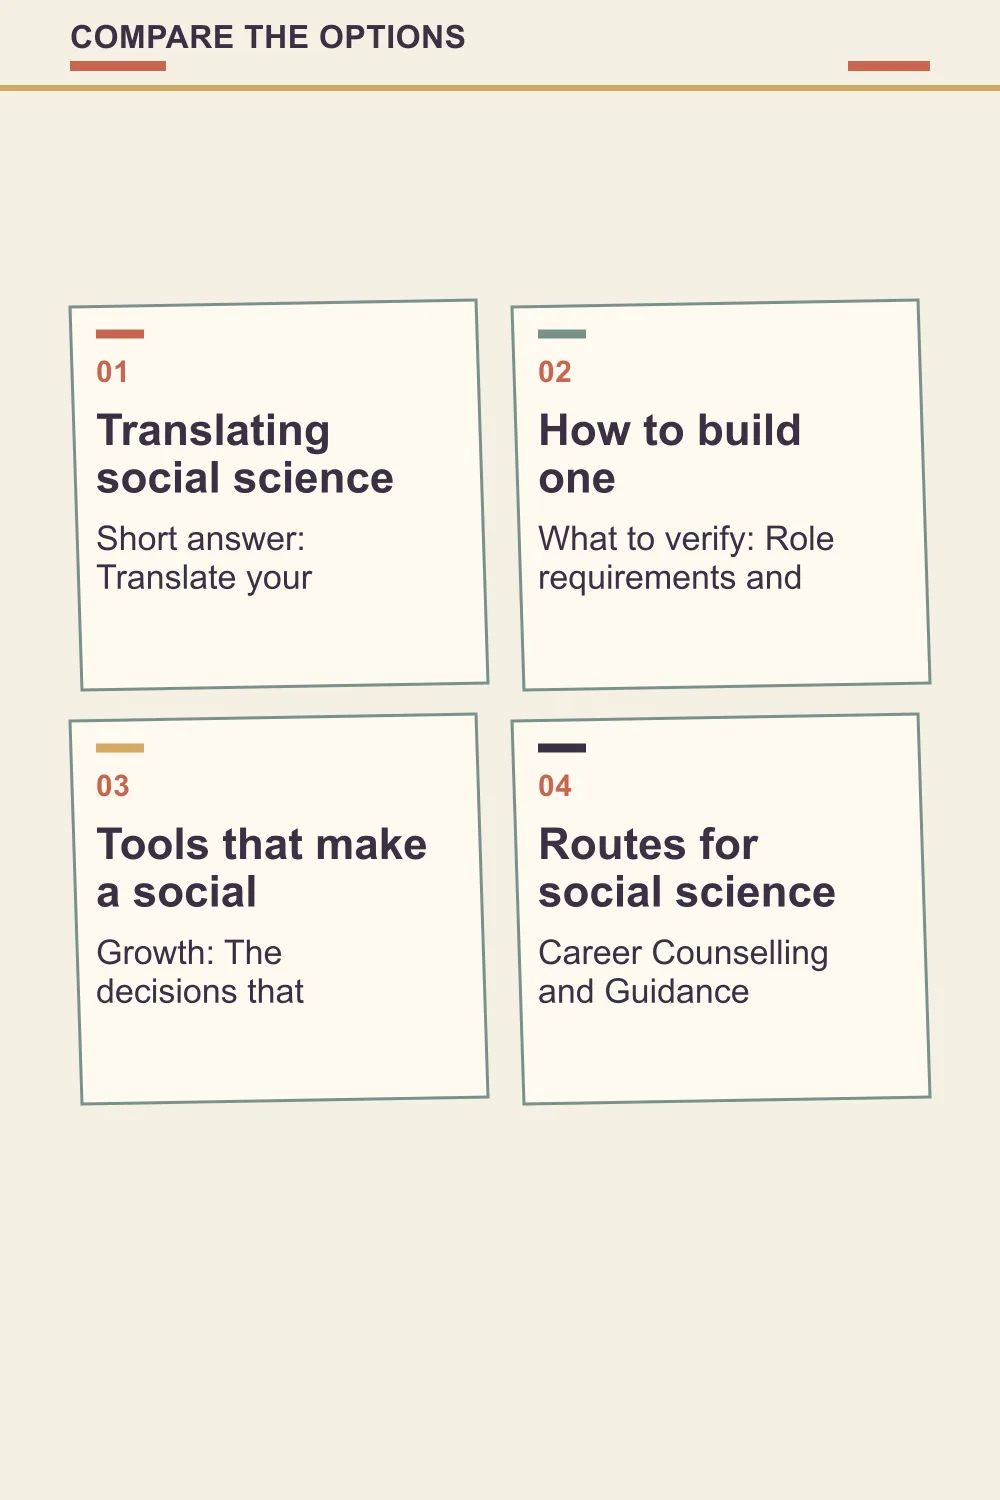 COMPARE THE OPTIONS
01
Translating
social science
Short answer:
Translate your
02
How to build
one
What to verify: Role
requirements and
03
Tools that make
a social
Growth: The
decisions that
04
Routes for
social science
Career Counselling
and Guidance